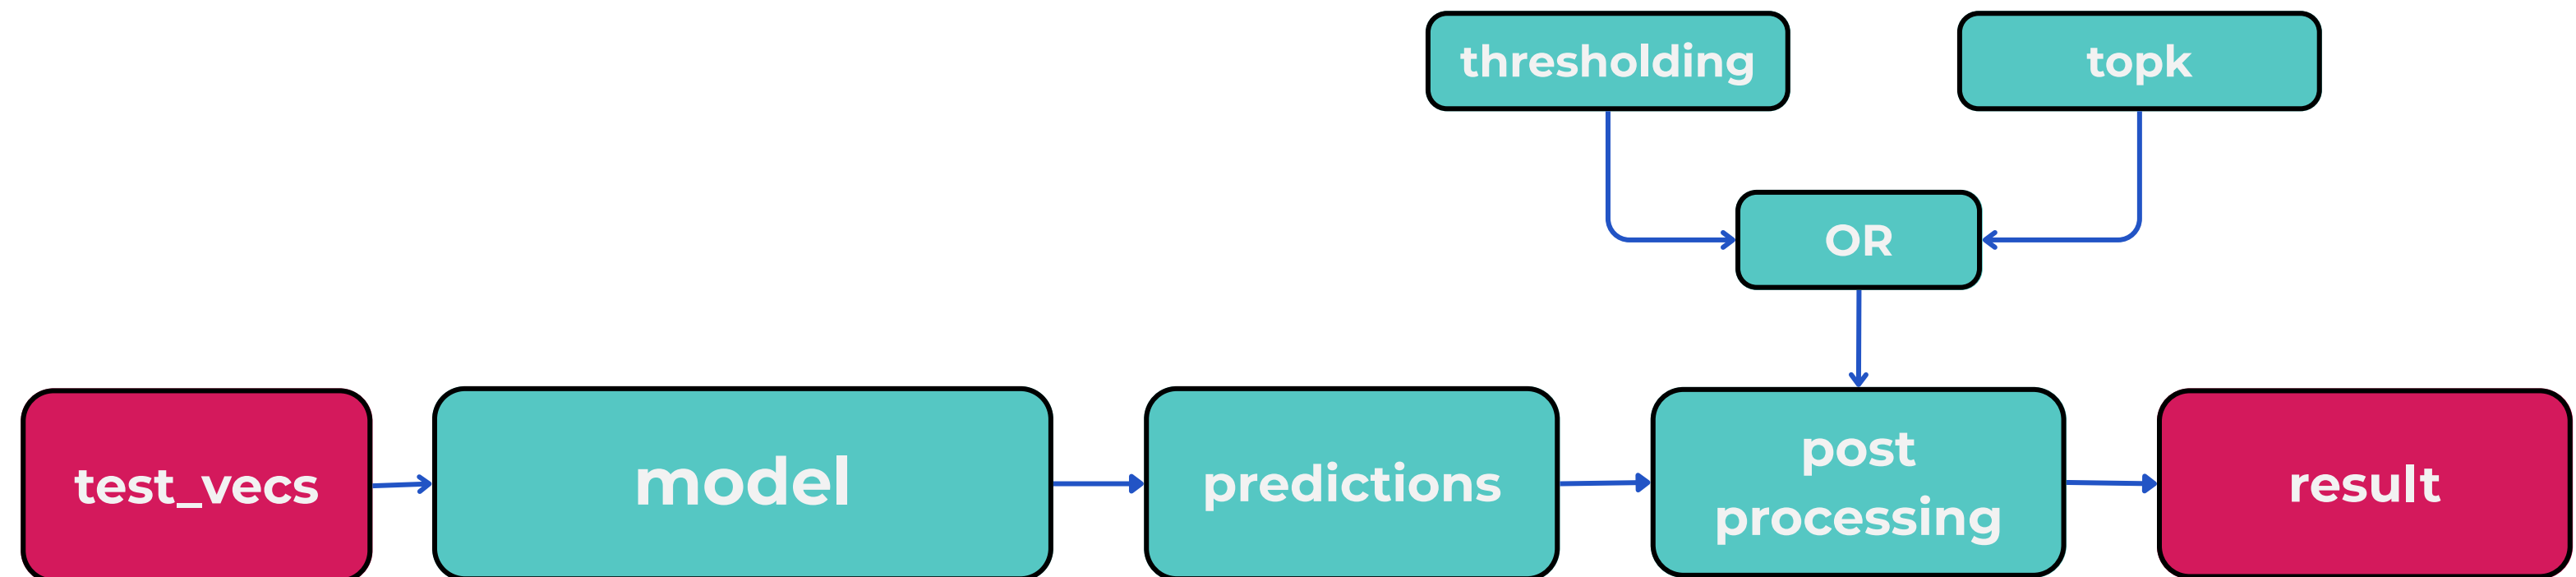 thresholding
topk
OR
test_vecs
model
predictions
post
processing
result